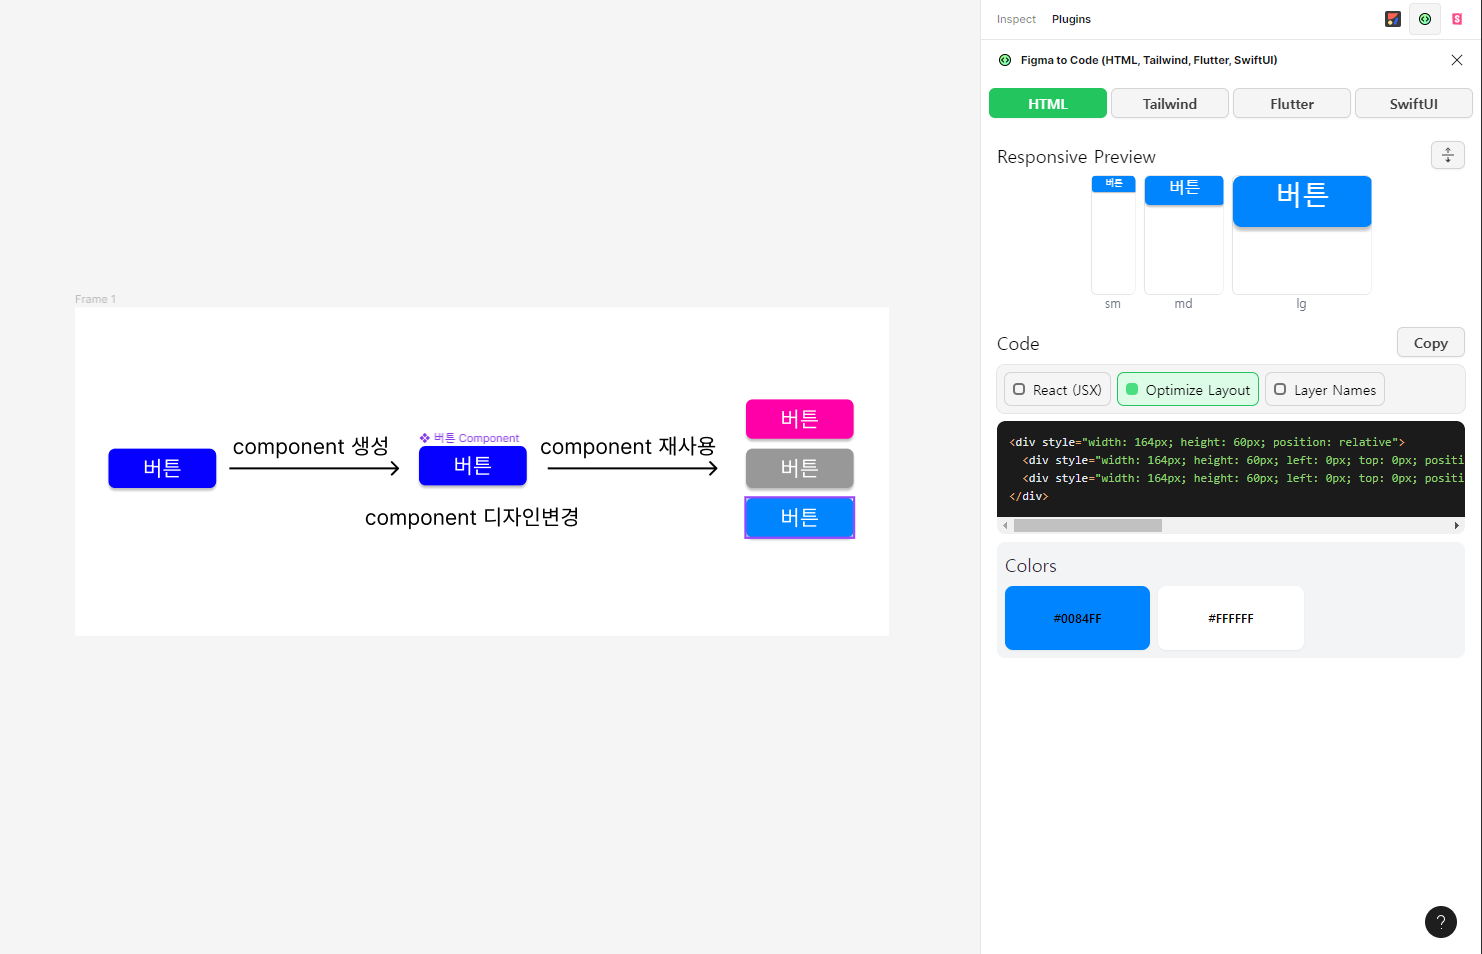 Inspect Plugins
Figma to Code (HTML, Tailwind, Flutter, SwiftUI)
HTML Tailwind Flutter SwiftUI
Responsive Preview
버튼 버튼 버튼
sm md lg
Code Copy
React (JSX) Optimize Layout Layer Names
<div style="width: 164px; height: 60px; position: relative">
<div style="width: 164px; height: 60px; left: 0px; top: 0px; positi
<div style="width: 164px; height: 60px; left: 0px; top: 0px; positi
</div>
Colors
#0084FF #FFFFFF
?
Frame 1
버튼
component 생성
버튼 Component
버튼
component 재사용
버튼
버튼
버튼
component 디자인변경